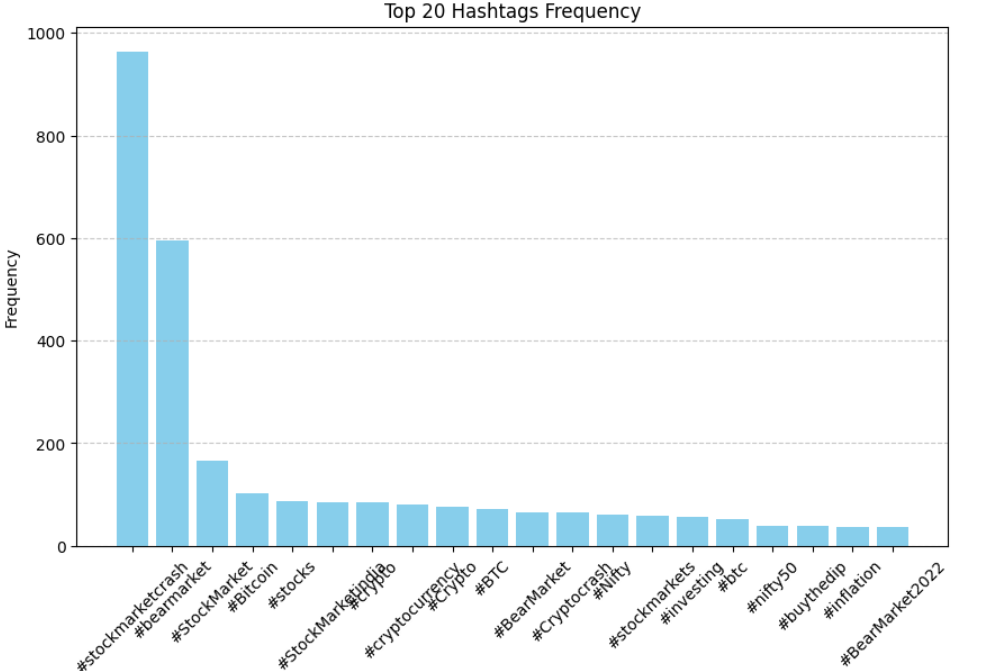 Top 20 Hashtags Frequency
Frequency
1000
800
600
400
200
0
#stockmarketcrash
#bearmarket
#StockMarket
#Bitcoin
#stocks
#StockMarketindia
#crypto
#cryptocurrency
#Crypto
#BTC
#BearMarket
#Cryptocrash
#Nifty
#stockmarkets
#investing
#btc
#nifty50
#buythedip
#inflation
#BearMarket2022